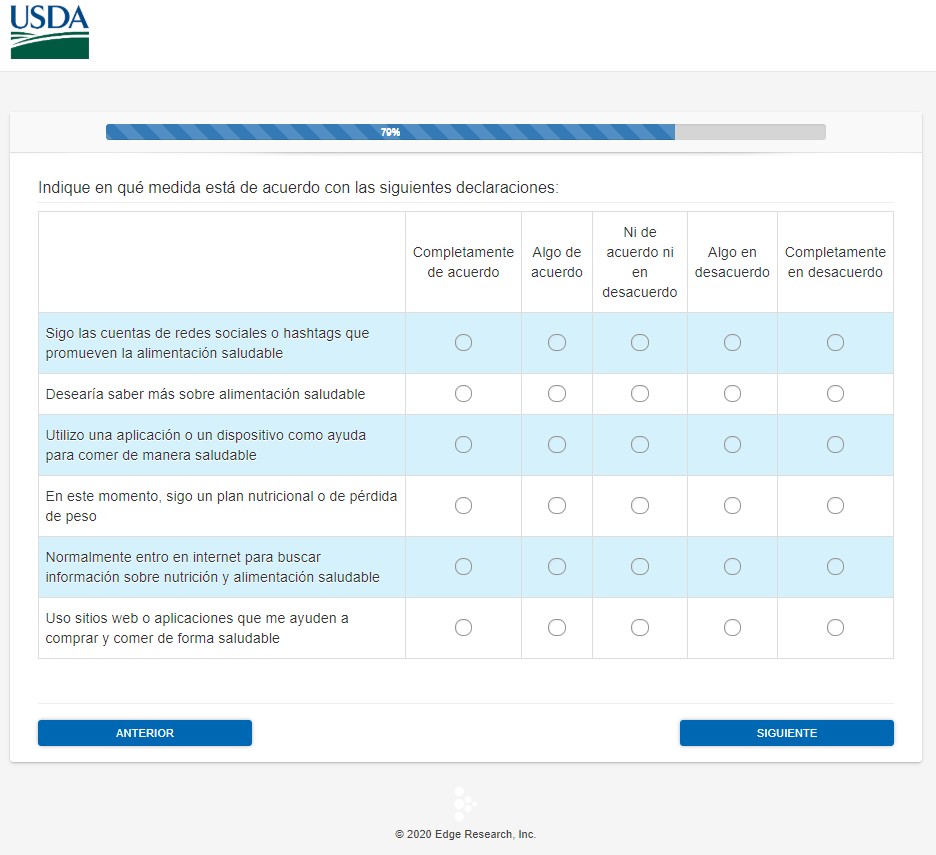 USDA
79%
Indique en qué medida está de acuerdo con las siguientes declaraciones:
Completamente
de acuerdo
Algo de
acuerdo
Ni de
acuerdo ni
en
desacuerdo
Algo en
desacuerdo
Completamente
en desacuerdo
Sigo las cuentas de redes sociales o hashtags que
promueven la alimentación saludable
Desearía saber más sobre alimentación saludable
Utilizo una aplicación o un dispositivo como ayuda
para comer de manera saludable
En este momento, sigo un plan nutricional o de pérdida
de peso
Normalmente entro en internet para buscar
información sobre nutrición y alimentación saludable
Uso sitios web o aplicaciones que me ayuden a
comprar y comer de forma saludable
ANTERIOR
SIGUIENTE
© 2020 Edge Research, Inc.